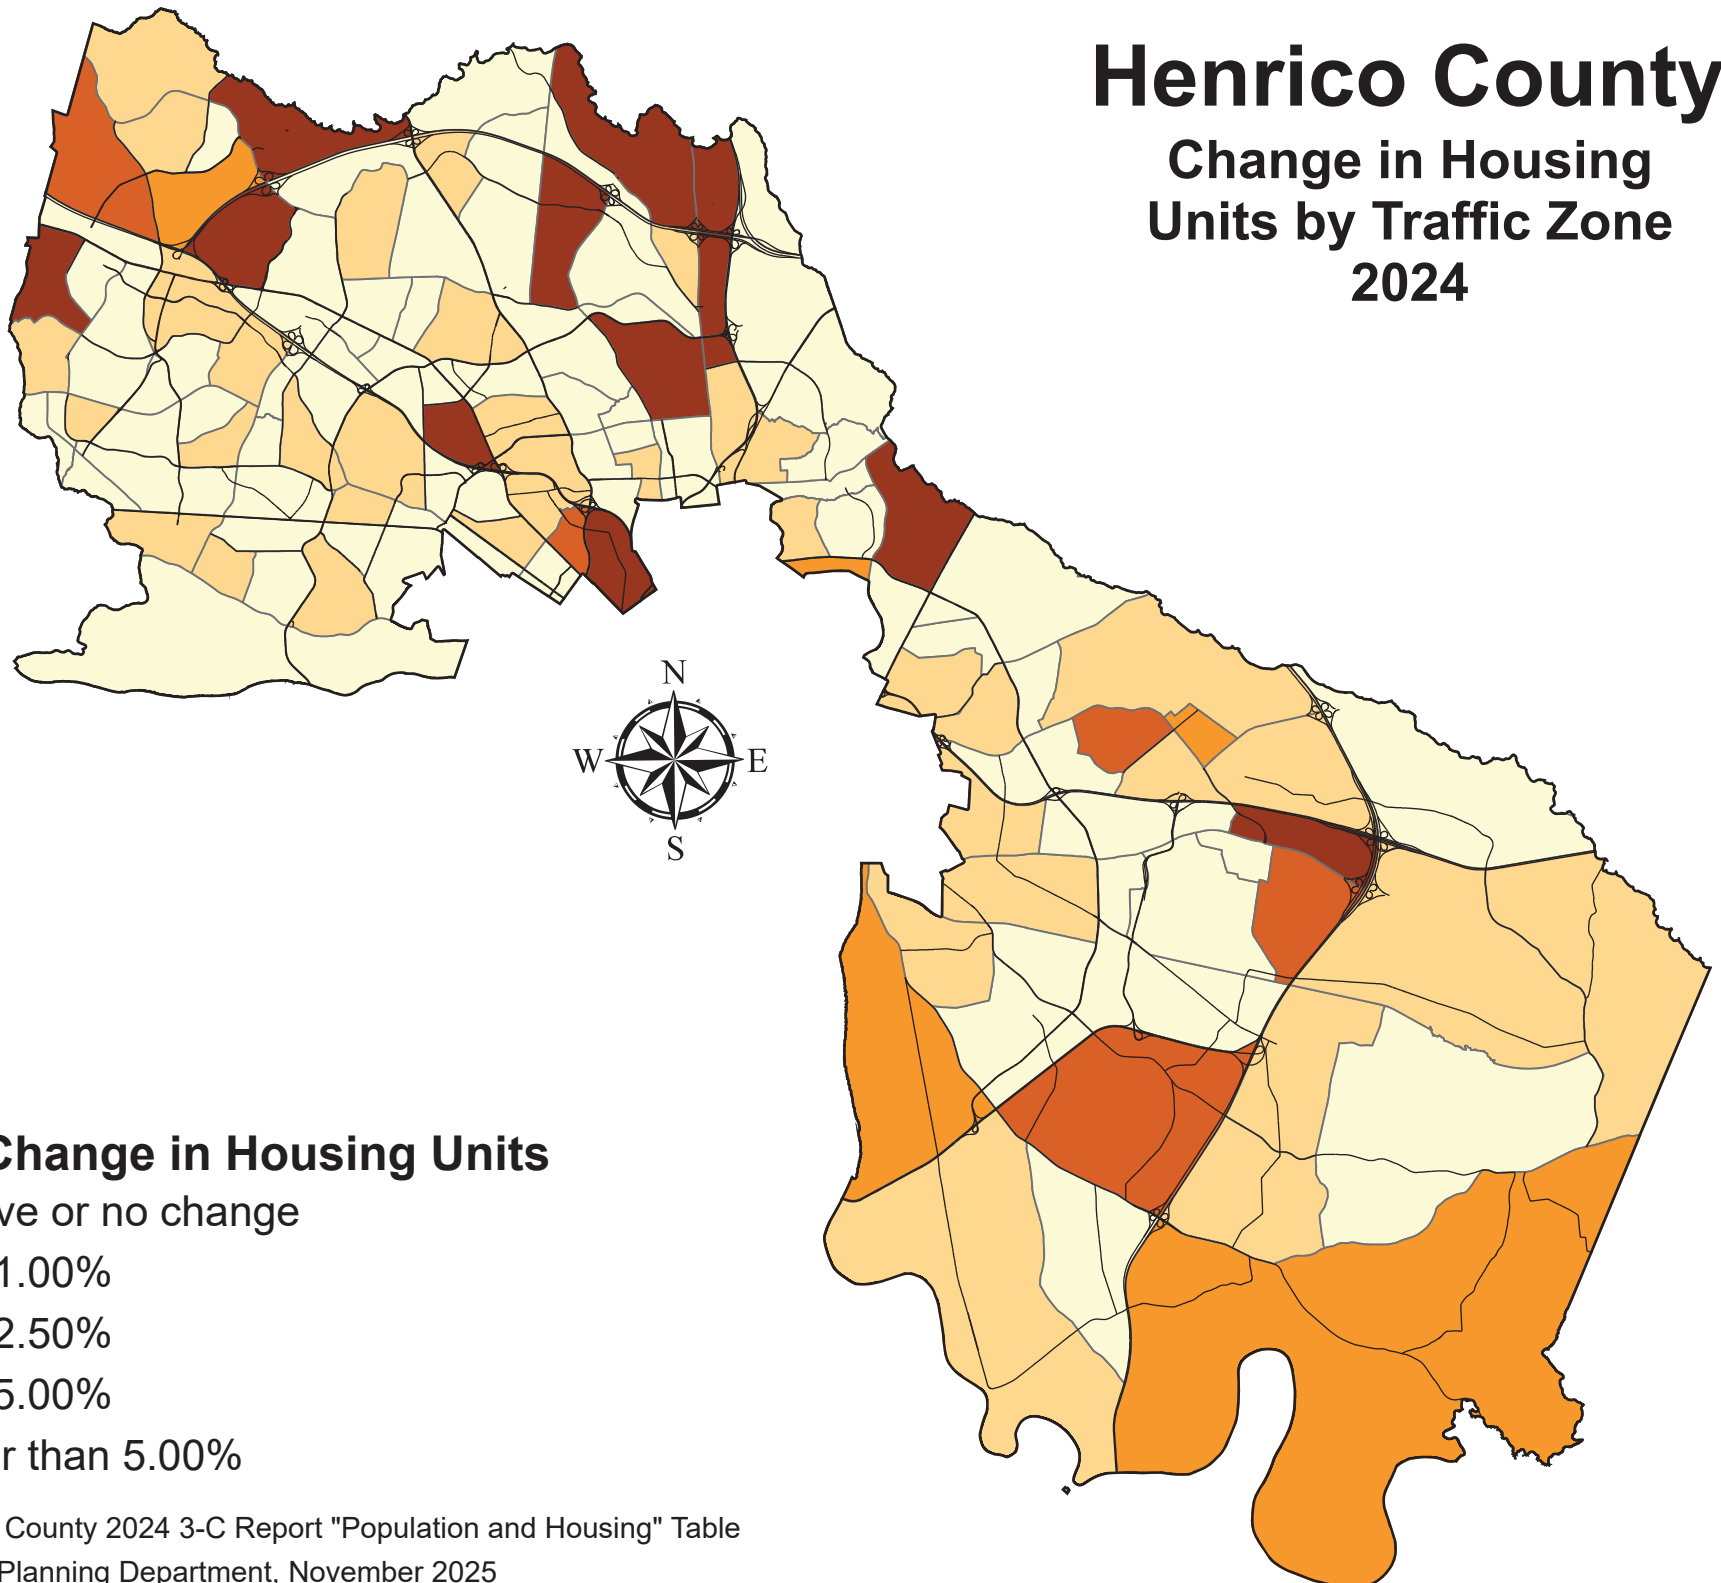 Henrico County
Change in Housing
Units by Traffic Zone
2024
N
W E
S
Change in Housing Units
ve or no change
1.00%
2.50%
5.00%
r than 5.00%
County 2024 3-C Report "Population and Housing" Table
Planning Department, November 2025